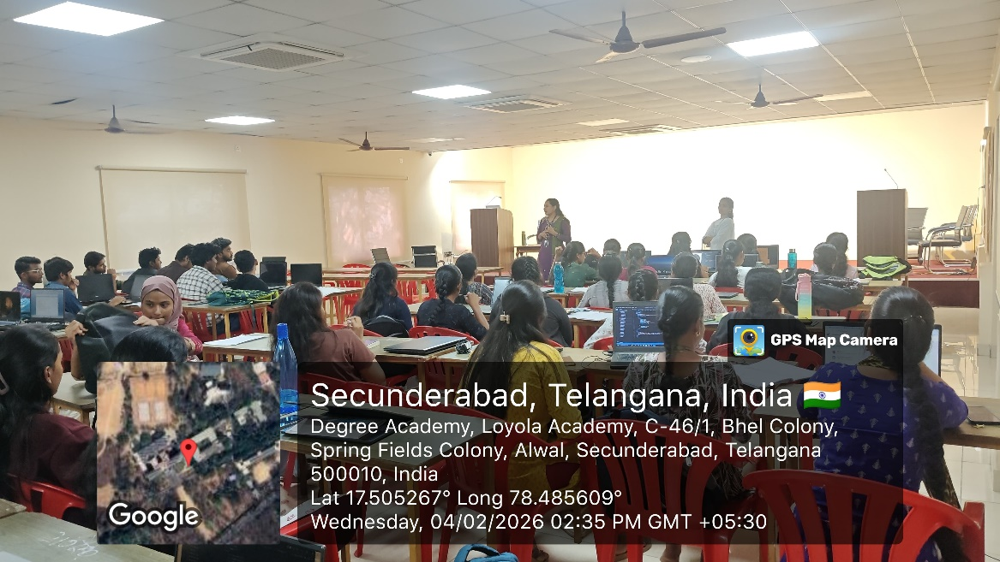 GPS Map Camera
Secunderabad, Telangana, India
Degree Academy, Loyola Academy, C-46/1, Bhel Colony,
Spring Fields Colony, Alwal, Secunderabad, Telangana
500010, India
Lat 17.505267° Long 78.485609°
Wednesday, 04/02/2026 02:35 PM GMT +05:30
Google